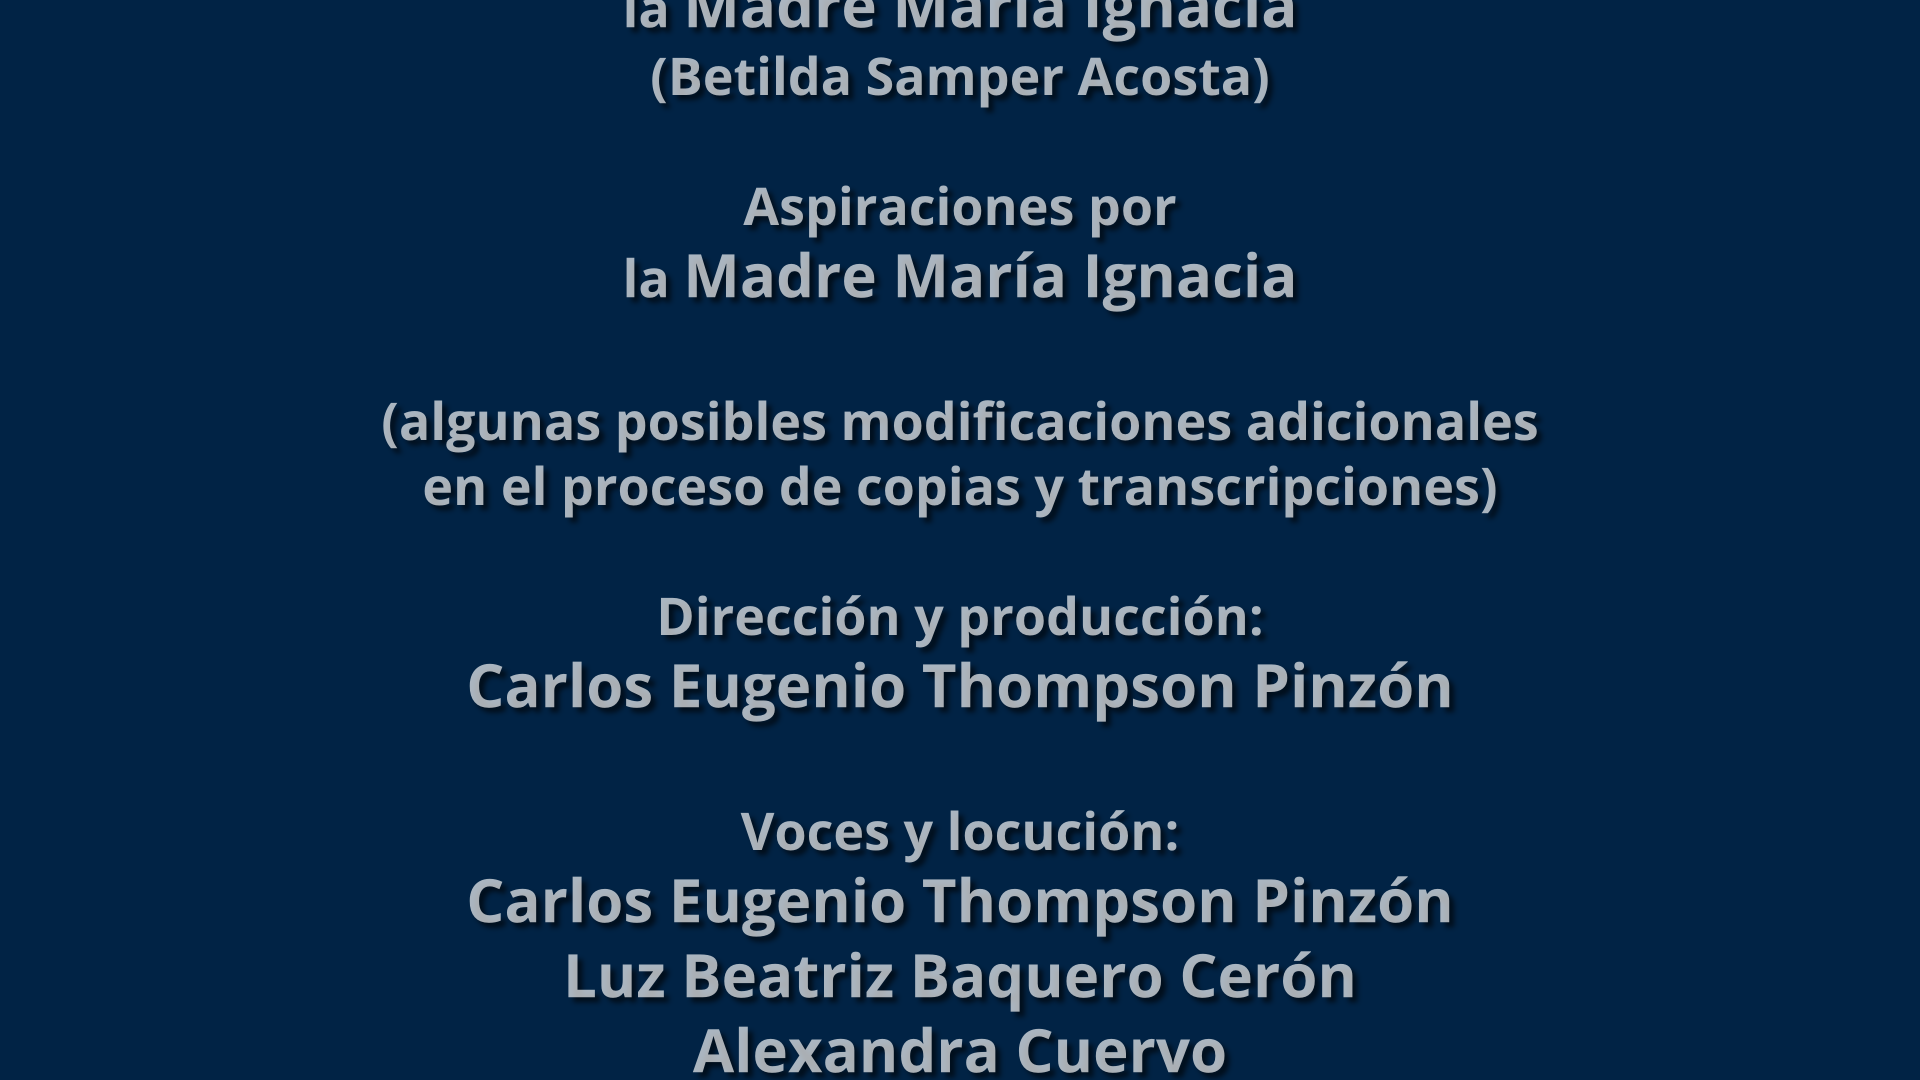 la Madre María Ignacia
(Betilda Samper Acosta)
Aspiraciones por
la Madre María Ignacia
(algunas posibles modificaciones adicionales
en el proceso de copias y transcripciones)
Dirección y producción:
Carlos Eugenio Thompson Pinzón
Voces y locución:
Carlos Eugenio Thompson Pinzón
Luz Beatriz Baquero Cerón
Alexandra Cuervo